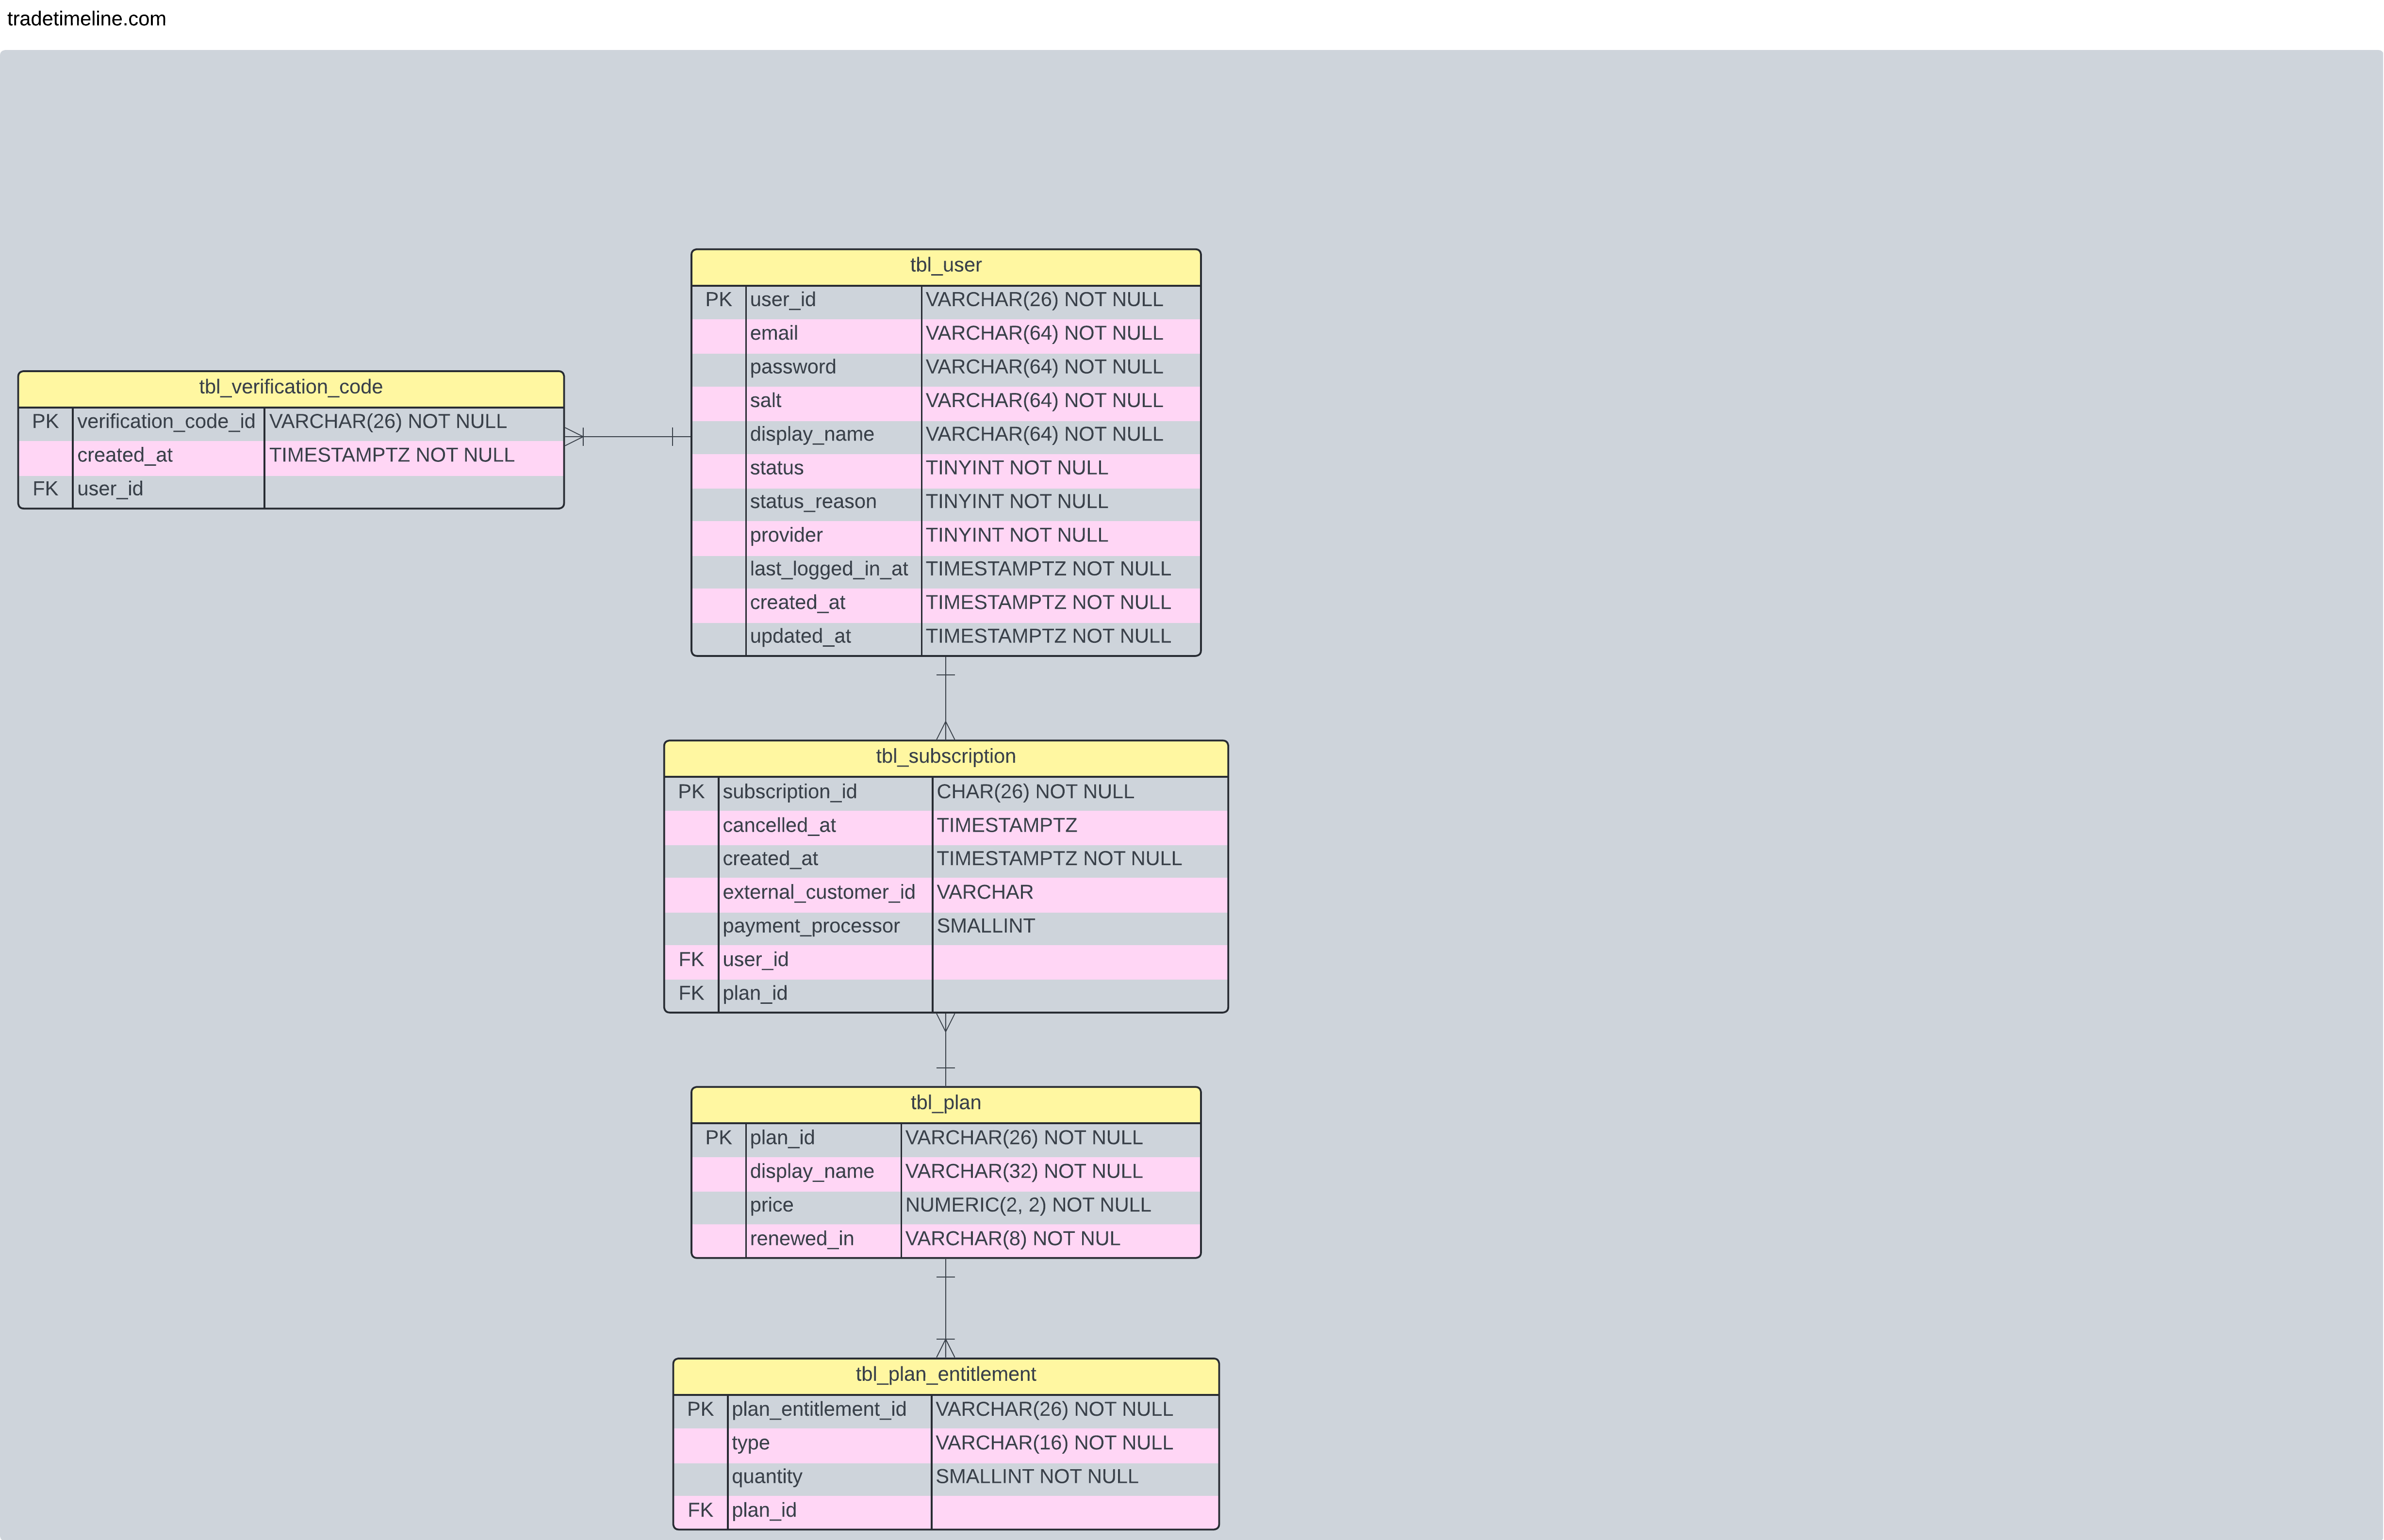 tradetimeline.com
tbl_user
PK user_id VARCHAR(26) NOT NULL
email VARCHAR(64) NOT NULL
password VARCHAR(64) NOT NULL
salt VARCHAR(64) NOT NULL
display_name VARCHAR(64) NOT NULL
status TINYINT NOT NULL
status_reason TINYINT NOT NULL
provider TINYINT NOT NULL
last_logged_in_at TIMESTAMPTZ NOT NULL
created_at TIMESTAMPTZ NOT NULL
updated_at TIMESTAMPTZ NOT NULL
tbl_verification_code
PK verification_code_id VARCHAR(26) NOT NULL
created_at TIMESTAMPTZ NOT NULL
FK user_id
tbl_subscription
PK subscription_id CHAR(26) NOT NULL
cancelled_at TIMESTAMPTZ
created_at TIMESTAMPTZ NOT NULL
external_customer_id VARCHAR
payment_processor SMALLINT
FK user_id
FK plan_id
tbl_plan
PK plan_id VARCHAR(26) NOT NULL
display_name VARCHAR(32) NOT NULL
price NUMERIC(2, 2) NOT NULL
renewed_in VARCHAR(8) NOT NUL
tbl_plan_entitlement
PK plan_entitlement_id VARCHAR(26) NOT NULL
type VARCHAR(16) NOT NULL
quantity SMALLINT NOT NULL
FK plan_id